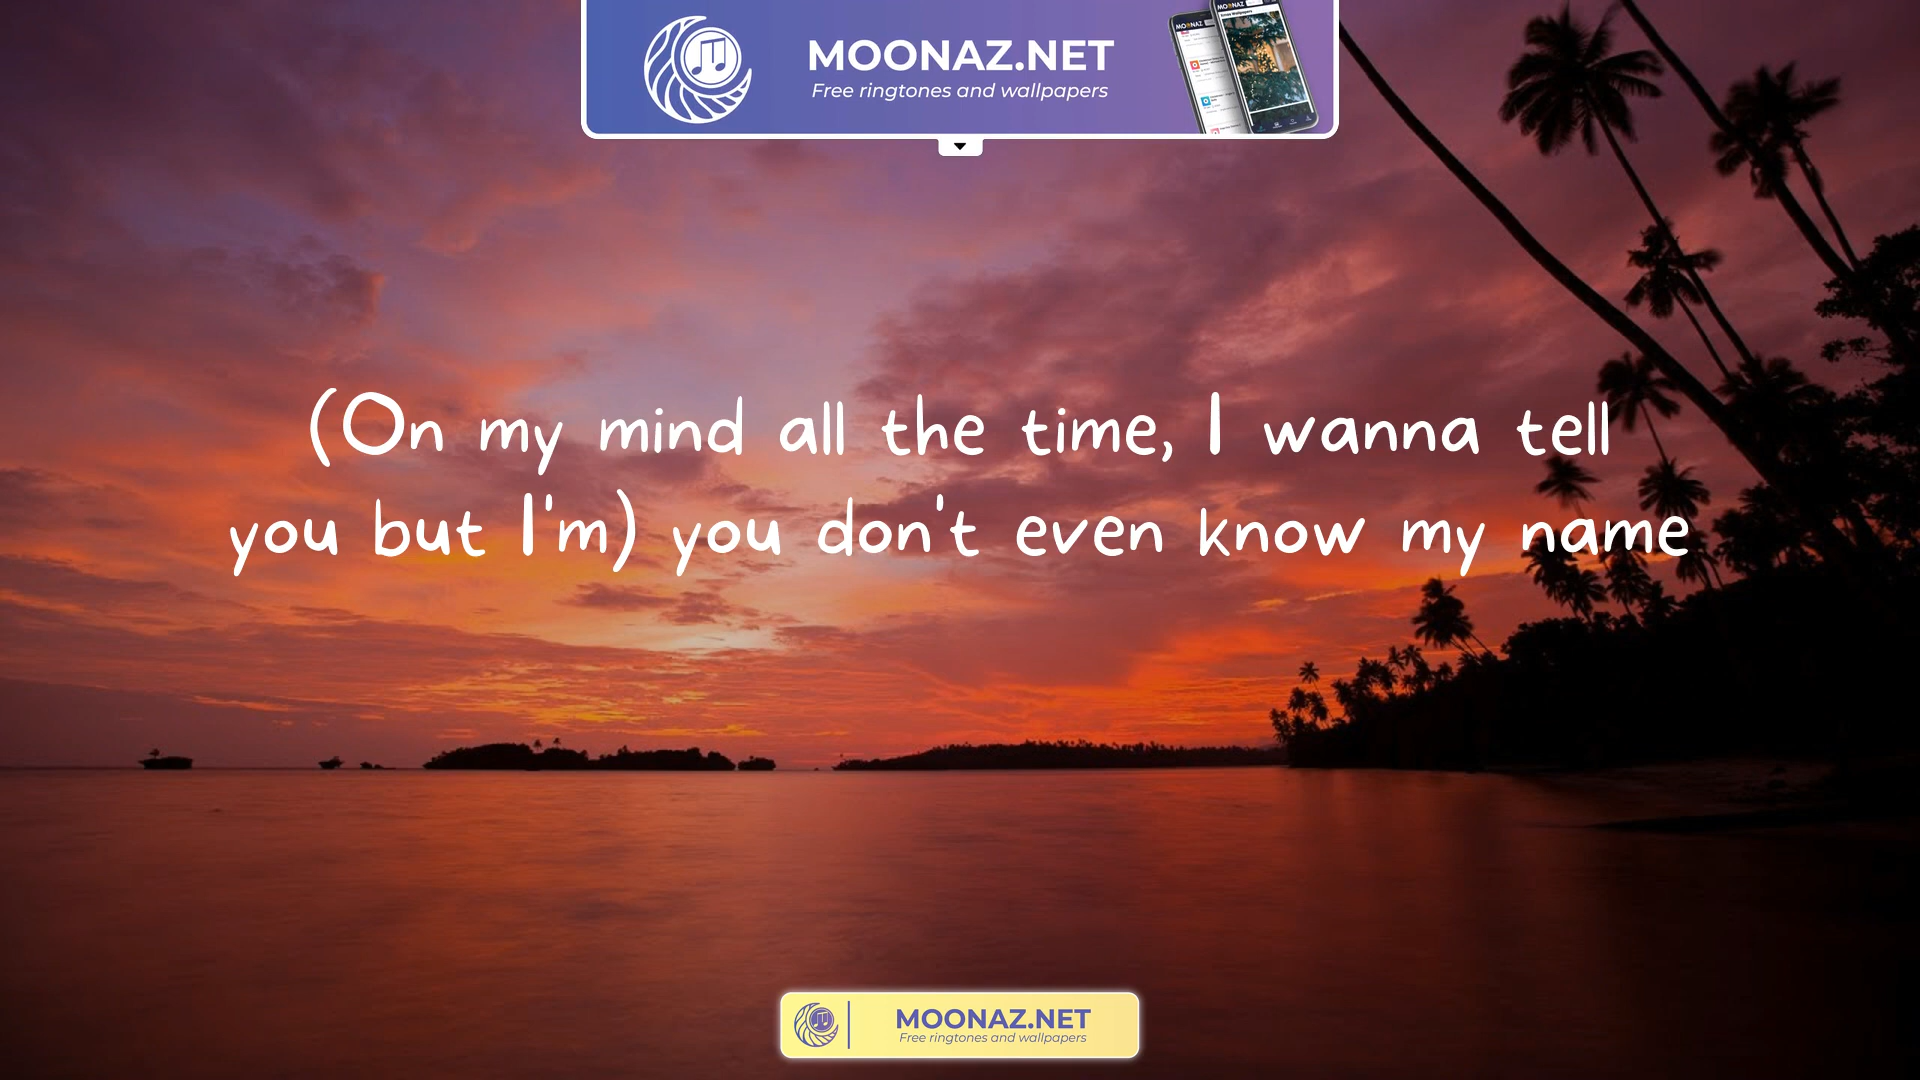 MOONAZ.NET
Free ringtones and wallpapers
(On my mind all the time, I wanna tell
you but I'm) you don't even know my name
MOONAZ.NET
Free ringtones and wallpapers